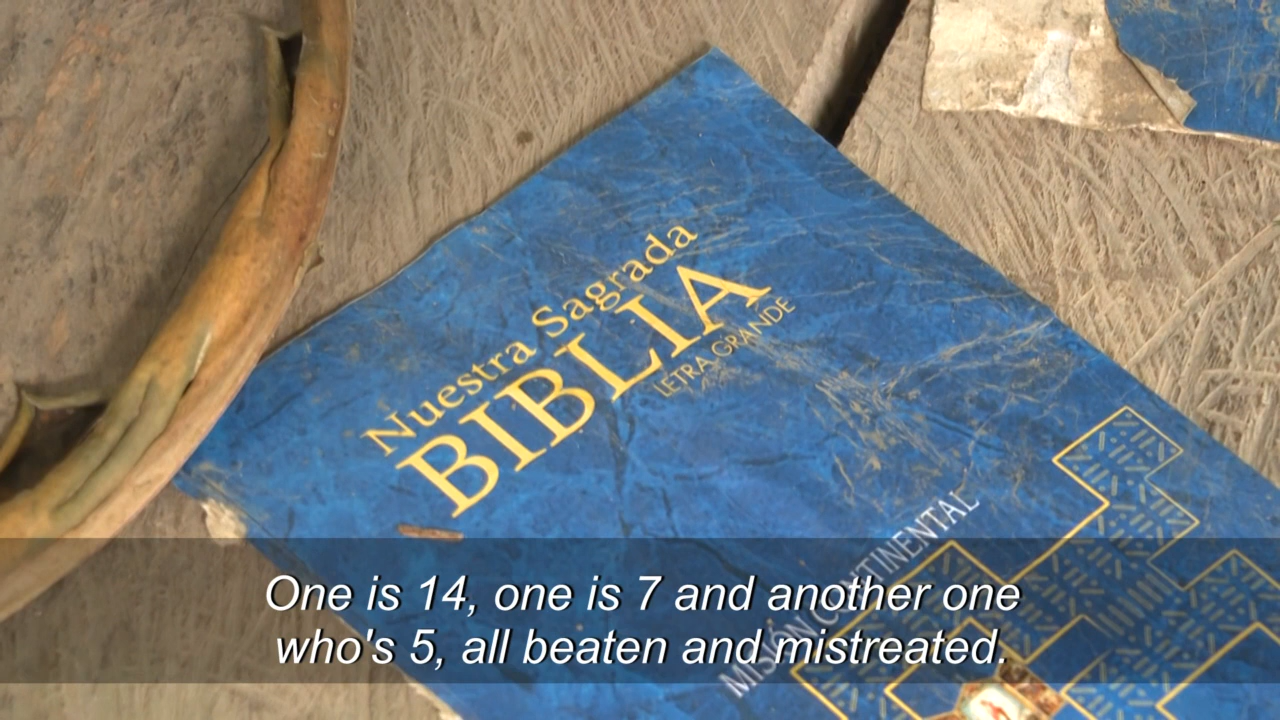 Nuestra Sagrada
BIBLIA
LETRA GRANDE
MISIÓN CONTINENTAL
One is 14, one is 7 and another one
who's 5, all beaten and mistreated.